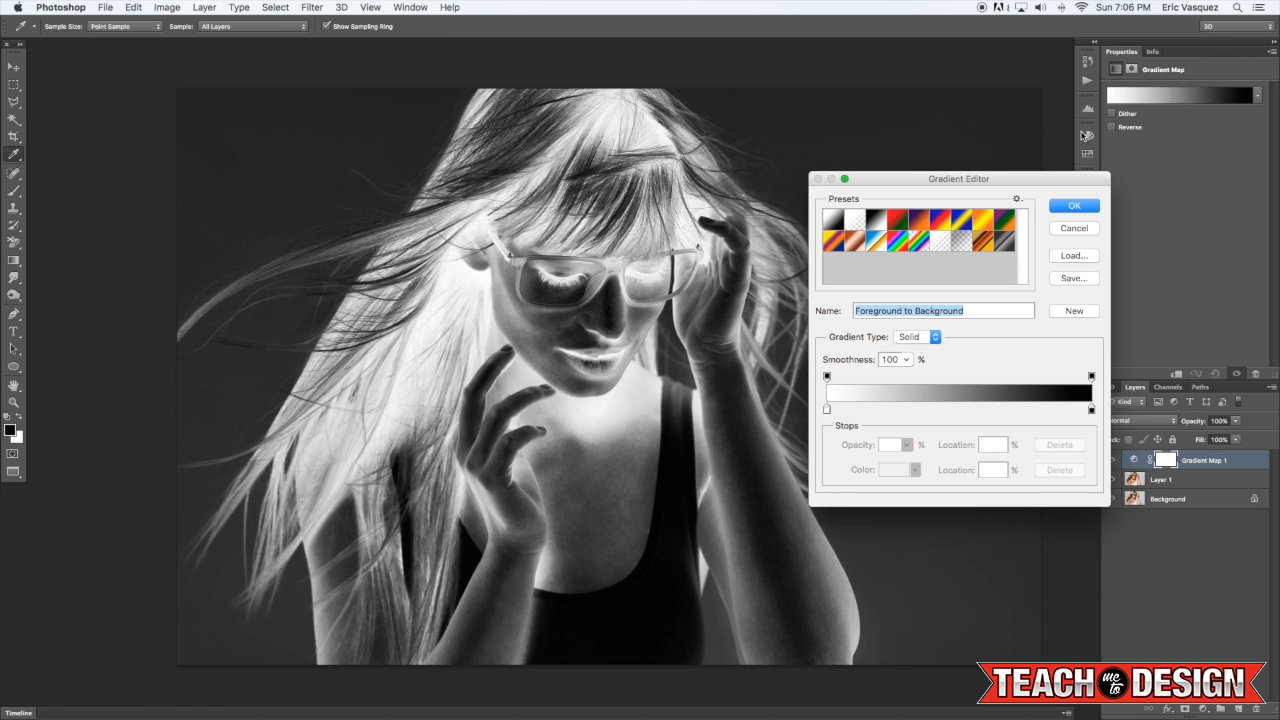 Photoshop File Edit Image Layer Type Select Filter 3D View Window Help Sun 7:06 PM Eric Vasquez
Sample Size: Point Sample Sample: All Layers Show Sampling Ring 3D
Properties Info
Gradient Map
Dither
Reverse
Gradient Editor
Presets
OK
Cancel
Load...
Save...
Name: Foreground to Background New
Gradient Type: Solid
Smoothness: 100 %
Stops
Opacity: % Location: % Delete
Color: Location: % Delete
Layers Channels Paths
Kind
Opacity: 100%
Fill: 100%
Gradient Map 1
Layer 1
Background
TEACH me to DESIGN
Timeline